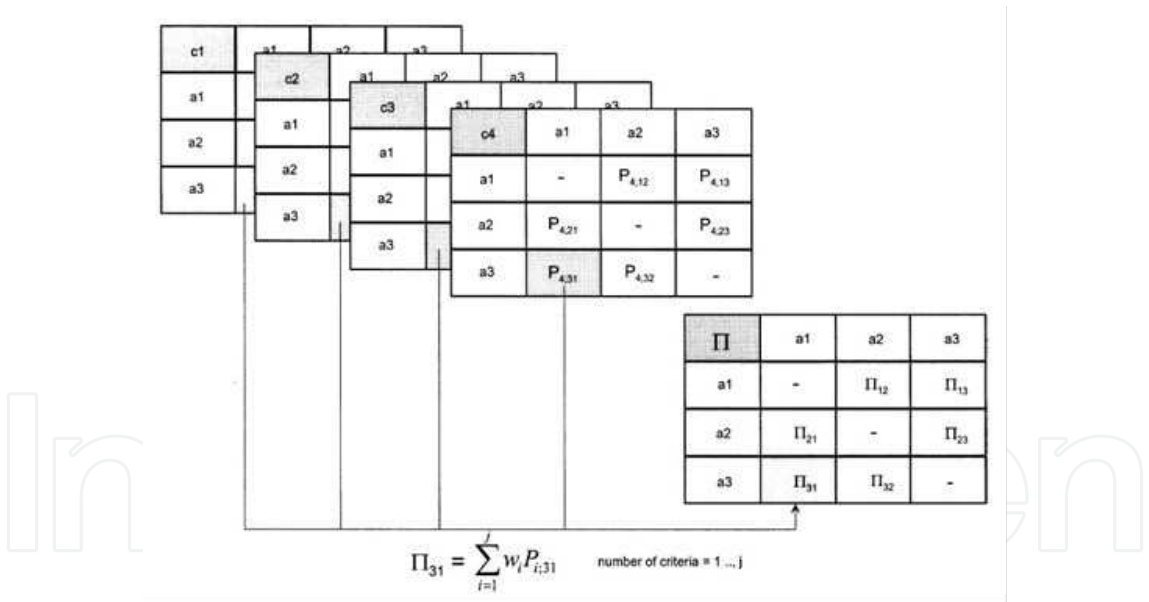 c1 a1 a2 a3
a1
a2
a3
c2 a1 a2 a3
a1
a2
a3
c3 a1 a2 a3
a1
a2
a3
c4 a1 a2 a3
a1 - P4,12 P4,13
a2 P4,21 - P4,23
a3 P4,31 P4,32 -
Π a1 a2 a3
a1 - Π12 Π13
a2 Π21 - Π23
a3 Π31 Π32 -
Π31 = j∑i=1 wiPi;31 number of criteria = 1 .., j